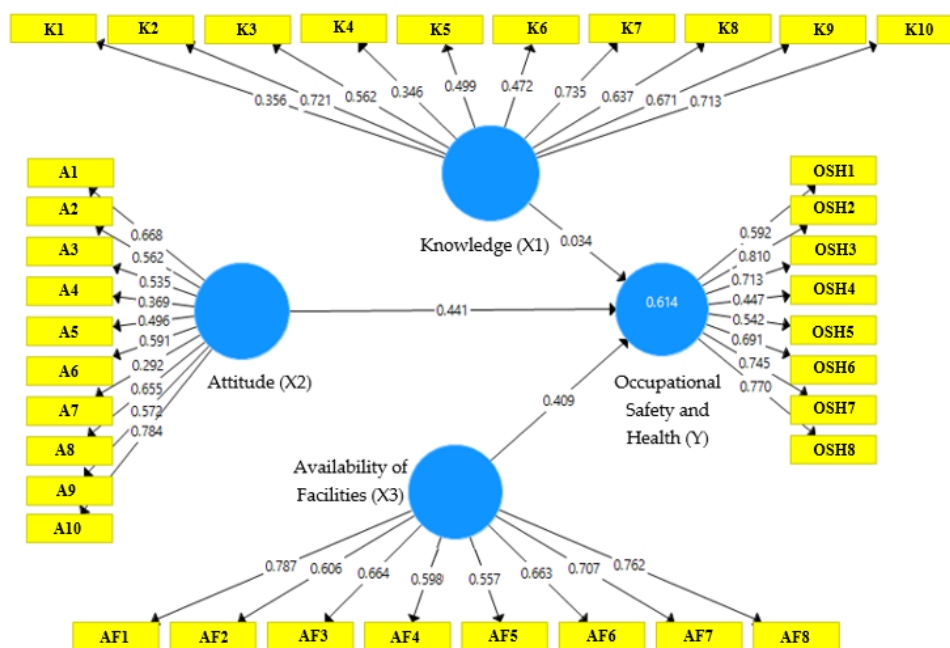 K1 K2 K3 K4 K5 K6 K7 K8 K9 K10
0.356 0.721 0.562 0.346 0.499 0.472 0.735 0.637 0.671 0.713
Knowledge (X1)
0.034
A1
A2
A3
A4
A5
A6
A7
A8
A9
A10
0.668
0.562
0.535
0.369
0.496
0.591
0.292
0.655
0.572
0.784
Attitude (X2)
0.441
0.614
Occupational
Safety and
Health (Y)
0.592
0.810
0.713
0.447
0.542
0.691
0.745
0.770
OSH1
OSH2
OSH3
OSH4
OSH5
OSH6
OSH7
OSH8
0.409
Availability of
Facilities (X3)
0.787 0.606 0.664 0.598 0.557 0.663 0.707 0.762
AF1 AF2 AF3 AF4 AF5 AF6 AF7 AF8